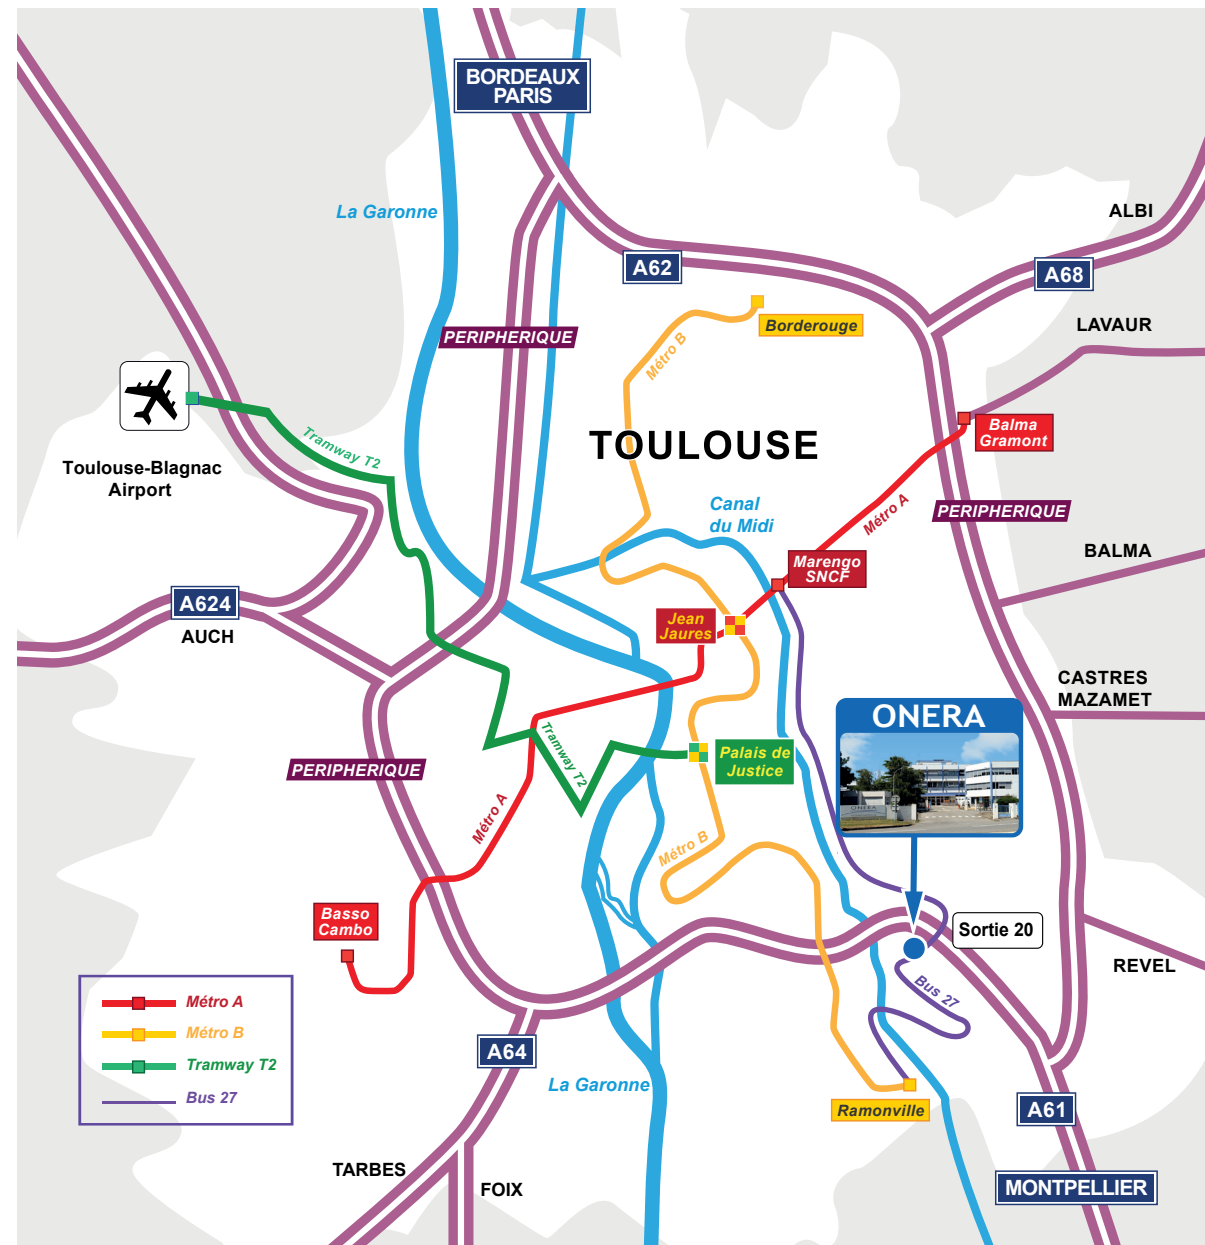 BORDEAUX
PARIS
La Garonne
ALBI
A62
A68
LAVAUR
Borderouge
PERIPHERIQUE
Métro B
Balma
Gramont
TOULOUSE
Tramway T2
Toulouse-Blagnac
Airport
Canal
du Midi
Métro A
PERIPHERIQUE
BALMA
Marengo
SNCF
A624
AUCH
Jean
Jaures
CASTRES
MAZAMET
ONERA
Tramway T2
Palais de
Justice
PERIPHERIQUE
ONERA
Métro A
Métro B
Basso
Cambo
Sortie 20
REVEL
Bus 27
Métro A
Métro B
Tramway T2
Bus 27
A64
La Garonne
Ramonville
A61
TARBES
FOIX
MONTPELLIER